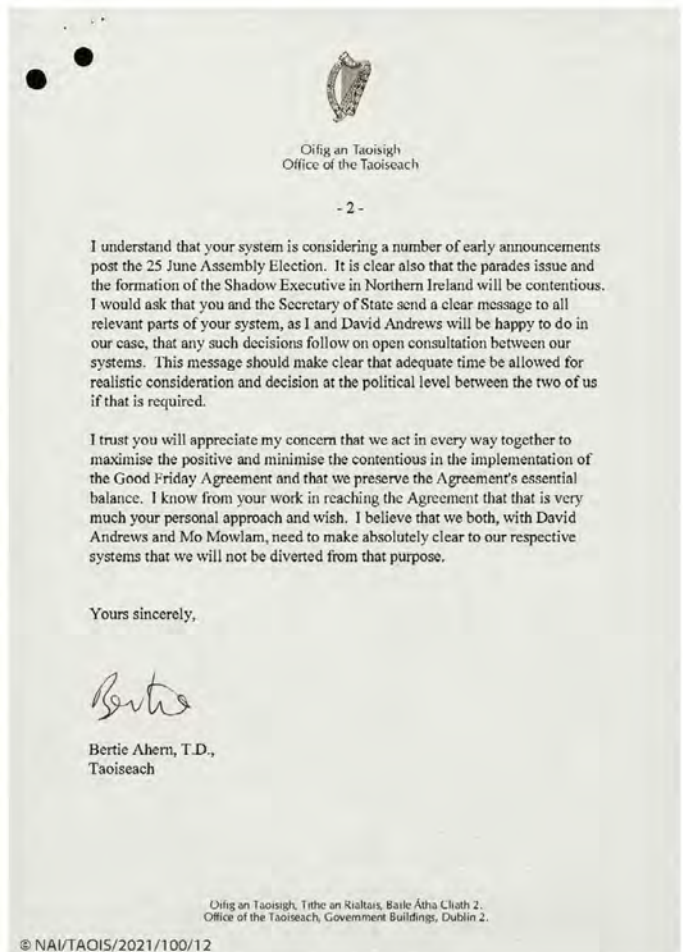 Oifig an Taoisigh
Office of the Taoiseach
- 2 -
I understand that your system is considering a number of early announcements
post the 25 June Assembly Election. It is clear also that the parades issue and
the formation of the Shadow Executive in Northern Ireland will be contentious.
I would ask that you and the Secretary of State send a clear message to all
relevant parts of your system, as I and David Andrews will be happy to do in
our case, that any such decisions follow on open consultation between our
systems. This message should make clear that adequate time be allowed for
realistic consideration and decision at the political level between the two of us
if that is required.
I trust you will appreciate my concern that we act in every way together to
maximise the positive and minimise the contentious in the implementation of
the Good Friday Agreement and that we preserve the Agreement's essential
balance. I know from your work in reaching the Agreement that that is very
much your personal approach and wish. I believe that we both, with David
Andrews and Mo Mowlam, need to make absolutely clear to our respective
systems that we will not be diverted from that purpose.
Yours sincerely,
Bertie
Bertie Ahern, T.D.,
Taoiseach
Oifig an Taoisigh, Tithe an Rialtais, Baile Átha Cliath 2.
Office of the Taoiseach, Government Buildings, Dublin 2.
© NAI/TAOIS/2021/100/12